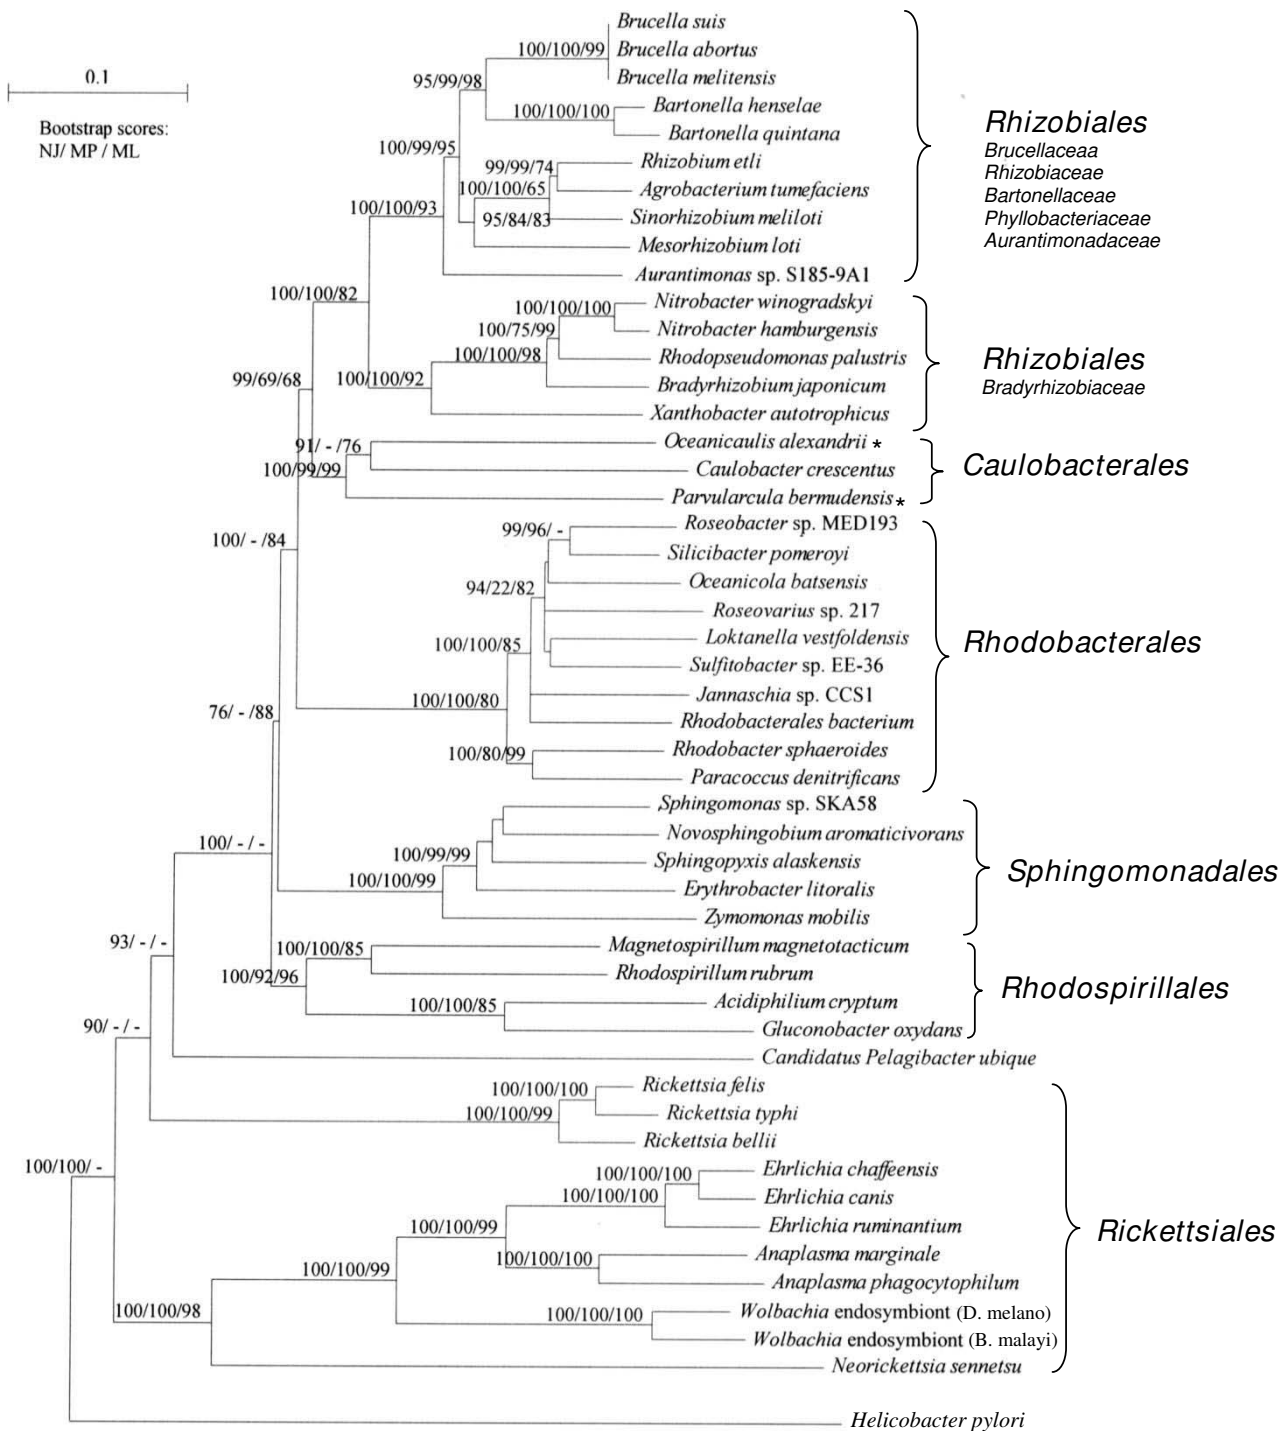 0.1
Bootstrap scores:
NJ/ MP / ML
Brucella suis
100/100/99
Brucella abortus
95/99/98
Brucella melitensis
100/100/100
Bartonella henselae
Bartonella quintana
100/99/95
99/99/74
Rhizobium etli
100/100/65
Agrobacterium tumefaciens
100/100/93
95/84/83
Sinorhizobium meliloti
Mesorhizobium loti
Aurantimonas sp. S185-9A1
Rhizobiales
Brucellaceaa
Rhizobiaceae
Bartonellaceae
Phyllobacteriaceae
Aurantimonadaceae
100/100/82
100/100/100
Nitrobacter winogradskyi
100/75/99
Nitrobacter hamburgensis
100/100/98
Rhodopseudomonas palustris
99/69/68
100/100/92
Bradyrhizobium japonicum
Xanthobacter autotrophicus
Rhizobiales
Bradyrhizobiaceae
91/ - /76
Oceanicaulis alexandrii *
100/99/99
Caulobacter crescentus
Parvularcula bermudensis *
Caulobacterales
100/ - /84
99/96/ -
Roseobacter sp. MED193
Silicibacter pomeroyi
94/22/82
Oceanicola batsensis
Roseovarius sp. 217
100/100/85
Loktanella vestfoldensis
Sulfitobacter sp. EE-36
100/100/80
Jannaschia sp. CCS1
Rhodobacterales bacterium
100/80/99
Rhodobacter sphaeroides
Paracoccus denitrificans
Rhodobacterales
76/ - /88
Sphingomonas sp. SKA58
Novosphingobium aromaticivorans
100/ - / -
100/99/99
Sphingopyxis alaskensis
100/100/99
Erythrobacter litoralis
Zymomonas mobilis
Sphingomonadales
93/ - / -
100/100/85
Magnetospirillum magnetotacticum
100/92/96
Rhodospirillum rubrum
100/100/85
Acidiphilium cryptum
Gluconobacter oxydans
Rhodospirillales
90/ - / -
Candidatus Pelagibacter ubique
100/100/100
Rickettsia felis
100/100/99
Rickettsia typhi
Rickettsia bellii
100/100/ -
100/100/100
Ehrlichia chaffeensis
100/100/100
Ehrlichia canis
100/100/99
Ehrlichia ruminantium
100/100/100
Anaplasma marginale
100/100/99
Anaplasma phagocytophilum
100/100/98
100/100/100
Wolbachia endosymbiont (D. melano)
Wolbachia endosymbiont (B. malayi)
Neorickettsia sennetsu
Rickettsiales
Helicobacter pylori